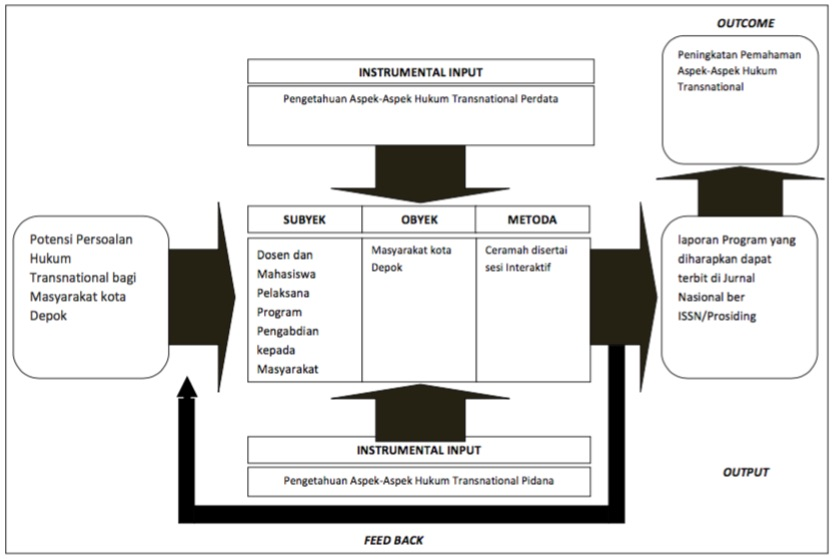 OUTCOME
Peningkatan Pemahaman
Aspek-Aspek Hukum
Transnational
INSTRUMENTAL INPUT
Pengetahuan Aspek-Aspek Hukum Transnational Perdata
Potensi Persoalan
Hukum
Transnational bagi
Masyarakat kota
Depok
SUBYEK
Dosen dan
Mahasiswa
Pelaksana
Program
Pengabdian
kepada
Masyarakat
OBYEK
Masyarakat kota
Depok
METODA
Ceramah disertai
sesi Interaktif
laporan Program yang
diharapkan dapat
terbit di Jurnal
Nasional ber
ISSN/Prosiding
INSTRUMENTAL INPUT
Pengetahuan Aspek-Aspek Hukum Transnational Pidana
OUTPUT
FEED BACK